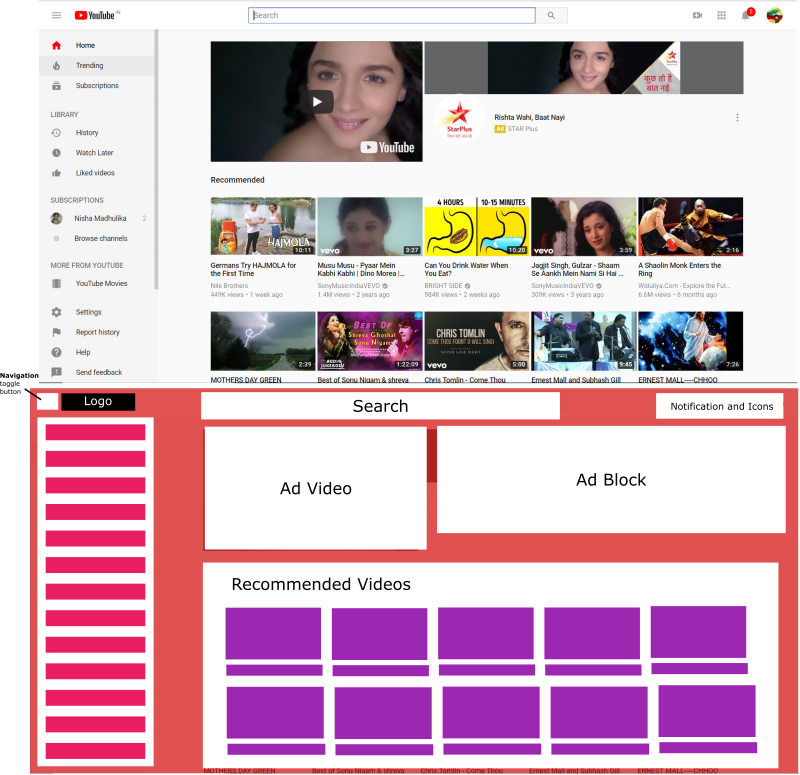 YouTube IN
Search
2
Home
Trending
Subscriptions
LIBRARY
History
Watch Later
Liked videos
SUBSCRIPTIONS
Nisha Madhulika 2
Browse channels
MORE FROM YOUTUBE
YouTube Movies
Settings
Report history
Help
Send feedback
YouTube
कुछ तो है
बात नई
StarPlus
Rishta Wahi, Baat Nayi
Ad STAR Plus
Recommended
HAJMOLA
10:11
Germans Try HAJMOLA for
the First Time
Nile Brothers
449K views • 1 week ago
vevo
3:27
Musu Musu - Pyaar Mein
Kabhi Kabhi | Dino Morea |...
SonyMusicIndiaVEVO
1.4M views • 2 years ago
4 HOURS
10-15 MINUTES
10:20
Can You Drink Water When
You Eat?
BRIGHT SIDE
984K views • 2 weeks ago
vevo
3:59
Jagjit Singh, Gulzar - Shaam
Se Aankh Mein Nami Si Hai ...
SonyMusicIndiaVEVO
309K views • 3 years ago
2:16
A Shaolin Monk Enters the
Ring
Widuliya.Com - Explore the Fut...
6.6M views • 6 months ago
2:39
MOTHERS DAY GREEN
BEST OF
Shreya Ghoshal
Sonu Nigam
AUDIO
JUKEBOX
1:22:09
Best of Sonu Nigam & shreya
CHRIS TOMLIN
COME THOU FOUNT (I WILL SING)
NEVER LOSE SIGHT
5:00
Chris Tomlin - Come Thou
9:45
Ernest Mall and Subhash Gill
7:26
ERNEST MALL----CHHOO
Navigation
toggle
button
Logo
Search
Notification and Icons
Ad Video
Ad Block
Recommended Videos
MOTHERS DAY GREEN
Best of Sonu Nigam & shreya
Chris Tomlin - Come Thou
Ernest Mall and Subhash Gill
ERNEST MALL----CHHOO